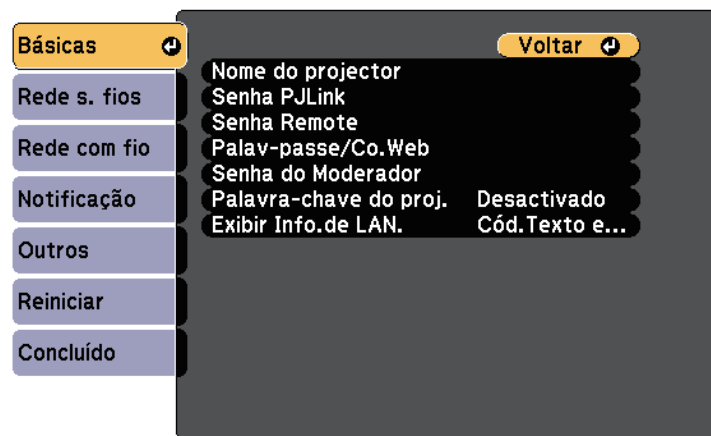 Básicas
Rede s. fios
Rede com fio
Notificação
Outros
Reiniciar
Concluído
Voltar
Nome do projector
Senha PJLink
Senha Remote
Palav-passe/Co.Web
Senha do Moderador
Palavra-chave do proj. Desactivado
Exibir Info.de LAN. Cód.Texto e...